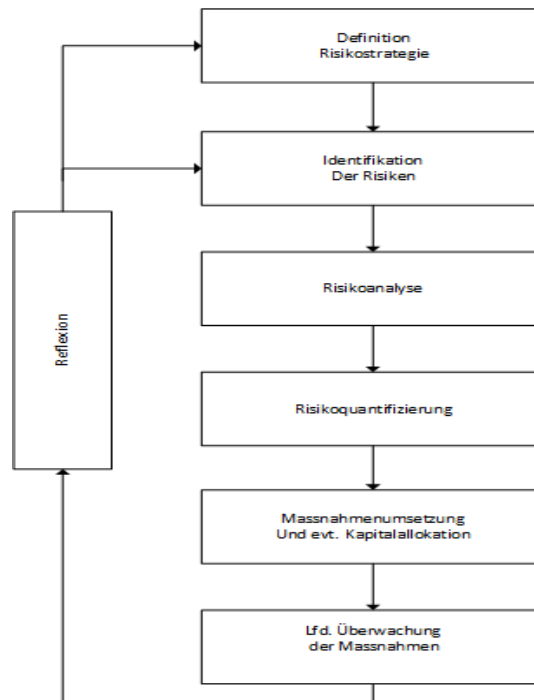 Definition
Risikostrategie
Identifikation
Der Risiken
Risikoanalyse
Risikoquantifizierung
Massnahmenumsetzung
Und evt. Kapitalallokation
Lfd. Überwachung
der Massnahmen
Reflexion